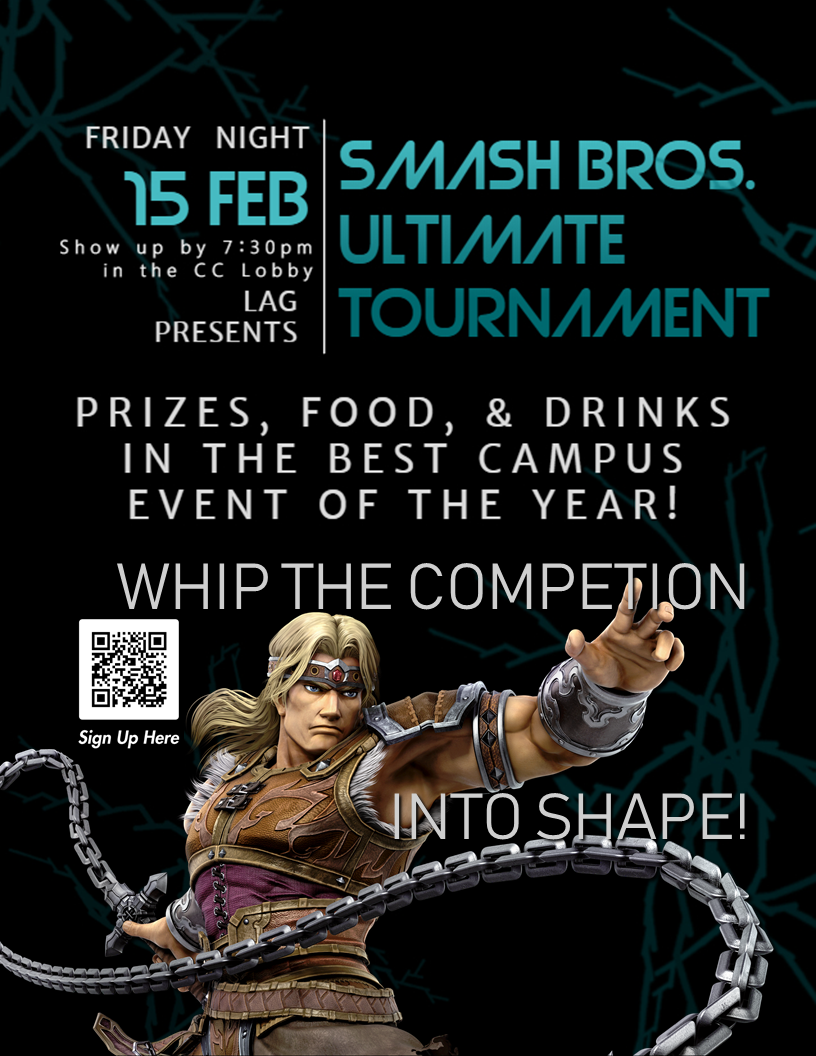 FRIDAY NIGHT
15 FEB
Show up by 7:30pm
in the CC Lobby
LAG
PRESENTS
SMASH BROS.
ULTIMATE
TOURNAMENT
PRIZES, FOOD, & DRINKS
IN THE BEST CAMPUS
EVENT OF THE YEAR!
WHIP THE COMPETION
Sign Up Here
INTO SHAPE!